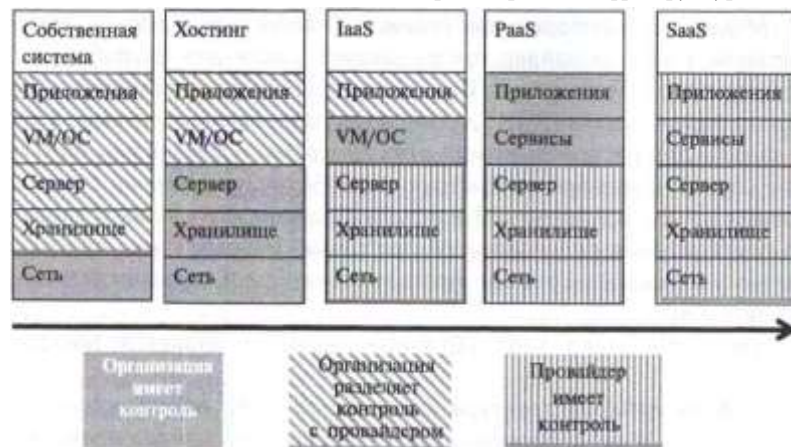 Собственная
система
Приложения
VM/ОС
Сервер
Хранилище
Сеть
Хостинг
Приложения
VM/ОС
Сервер
Хранилище
Сеть
IaaS
Приложения
VM/ОС
Сервер
Хранилище
Сеть
PaaS
Приложения
Сервисы
Сервер
Хранилище
Сеть
SaaS
Приложения
Сервисы
Сервер
Хранилище
Сеть
Организация
имеет
контроль
Организация
разделяет
контроль
с провайдером
Провайдер
имеет
контроль